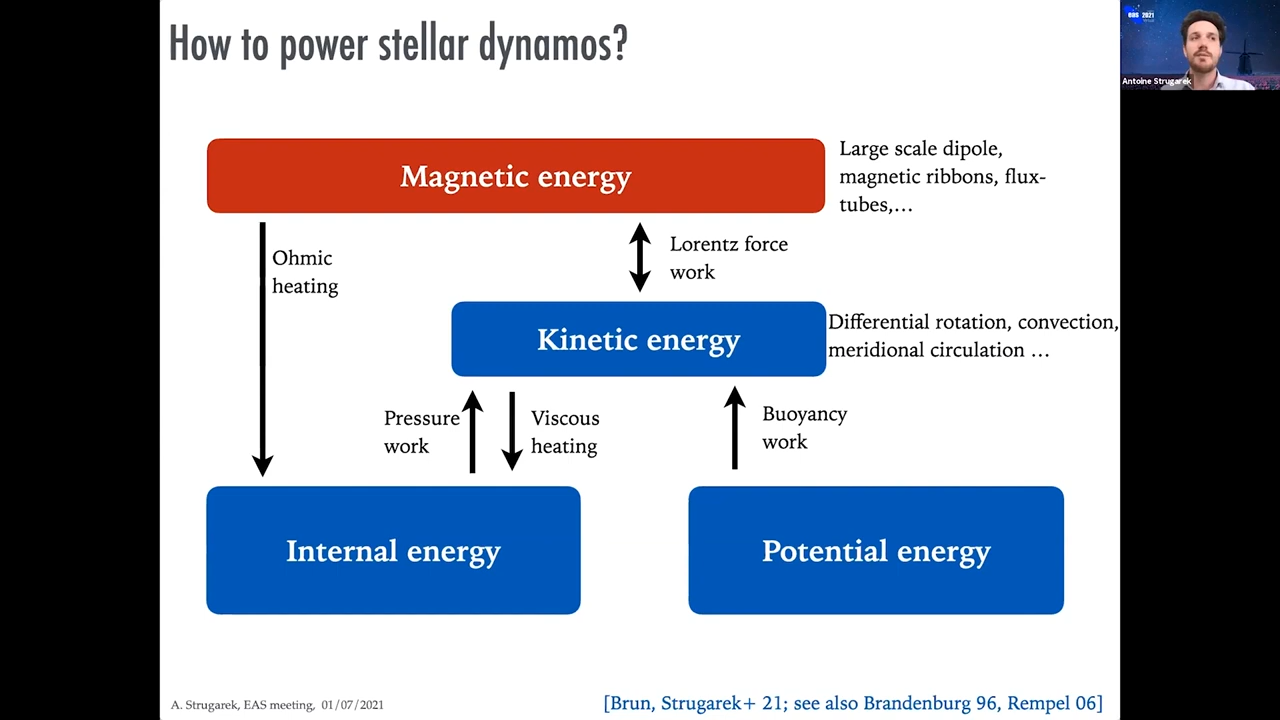 How to power stellar dynamos?
eas 2021
Antoine Strugarek
Magnetic energy
Large scale dipole,
magnetic ribbons, flux-
tubes,...
Ohmic
heating
Lorentz force
work
Kinetic energy
Differential rotation, convection,
meridional circulation ...
Pressure
work
Viscous
heating
Buoyancy
work
Internal energy
Potential energy
A. Strugarek, EAS meeting, 01/07/2021
[Brun, Strugarek+ 21; see also Brandenburg 96, Rempel 06]